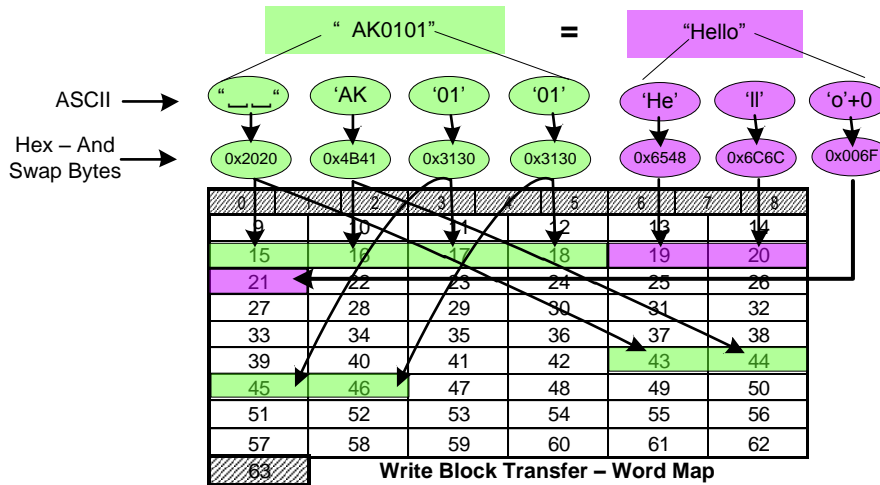 “ AK0101” = “Hello”
ASCII “⎵⎵“ ‘AK ‘01’ ‘01’ ‘He’ ‘ll’ ‘o’+0
Hex – And
Swap Bytes
0x2020 0x4B41 0x3130 0x3130 0x6548 0x6C6C 0x006F
0 1 2 3 4 5 6 7 8
9 10 11 12 13 14
15 16 17 18 19 20
21 22 23 24 25 26
27 28 29 30 31 32
33 34 35 36 37 38
39 40 41 42 43 44
45 46 47 48 49 50
51 52 53 54 55 56
57 58 59 60 61 62
63 Write Block Transfer – Word Map